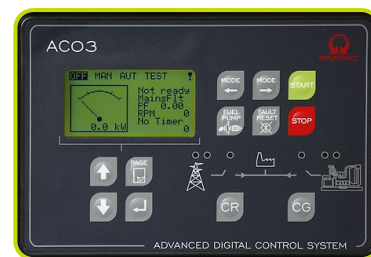 ACO3
PRAMAC
OFF MAN AUT TEST !
Not ready
MainsFlt
PF 0.00
RPM 0
No Timer
0
0.0 kW
MODE
MODE
START
FUEL PUMP
FAULT RESET
STOP
PAGE
CR
CG
ADVANCED DIGITAL CONTROL SYSTEM